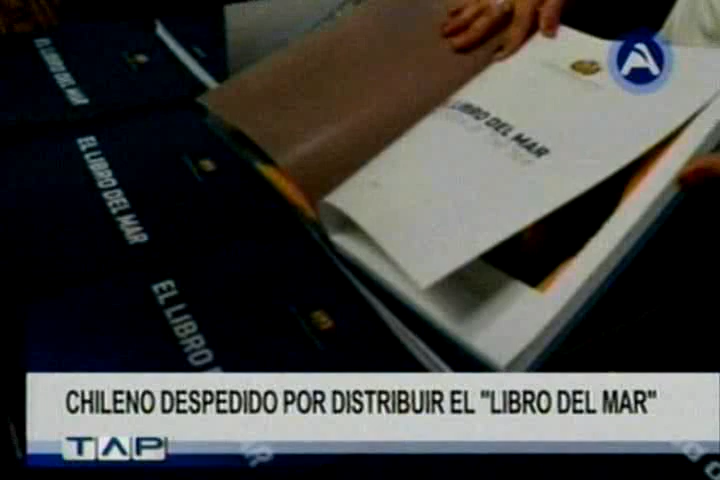 EL LIBRO DEL MAR
A
EL LIBRO DEL MAR
EL LIBRO DEL MAR
EL LIBRO
CHILENO DESPEDIDO POR DISTRIBUIR EL "LIBRO DEL MAR"
TAP